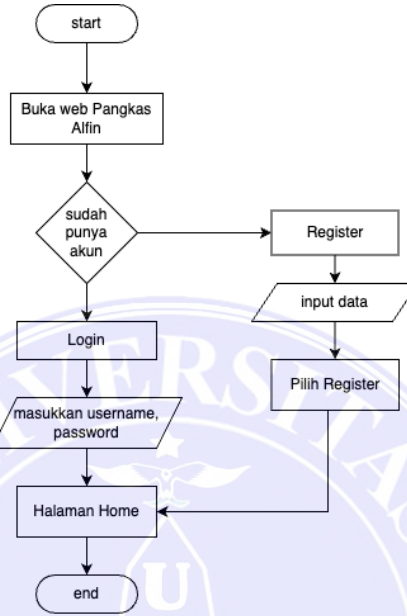 start
Buka web Pangkas
Alfin
sudah
punya
akun
Register
input data
Login
Pilih Register
masukkan username,
password
Halaman Home
end
UNIVERSITAS
U